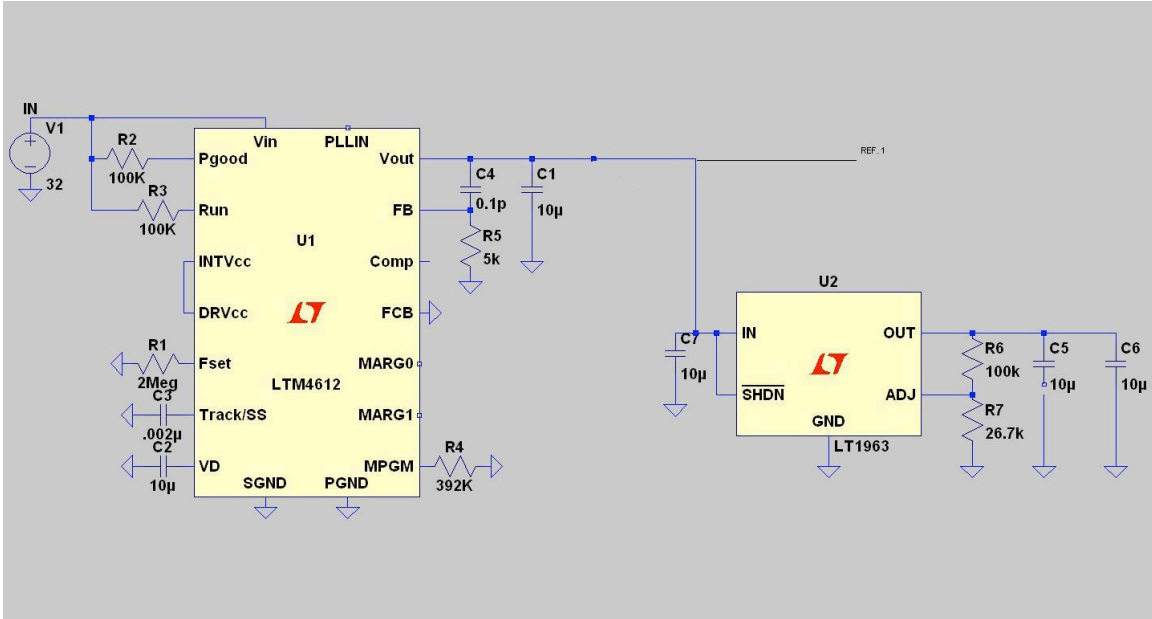 IN
V1
+
−
32
R2
100K
R3
100K
Vin
PLLIN
Pgood
Vout
Run
FB
U1
INTVcc
Comp
DRVcc
FCB
Fset
MARG0
LTM4612
Track/SS
MARG1
VD
MPGM
SGND
PGND
R1
2Meg
C3
.002µ
C2
10µ
C4
0.1p
C1
10µ
R5
5k
R4
392K
REF.1
U2
C7
10µ
IN
OUT
SHDN
ADJ
GND
LT1963
R6
100k
R7
26.7k
C5
10µ
C6
10µ